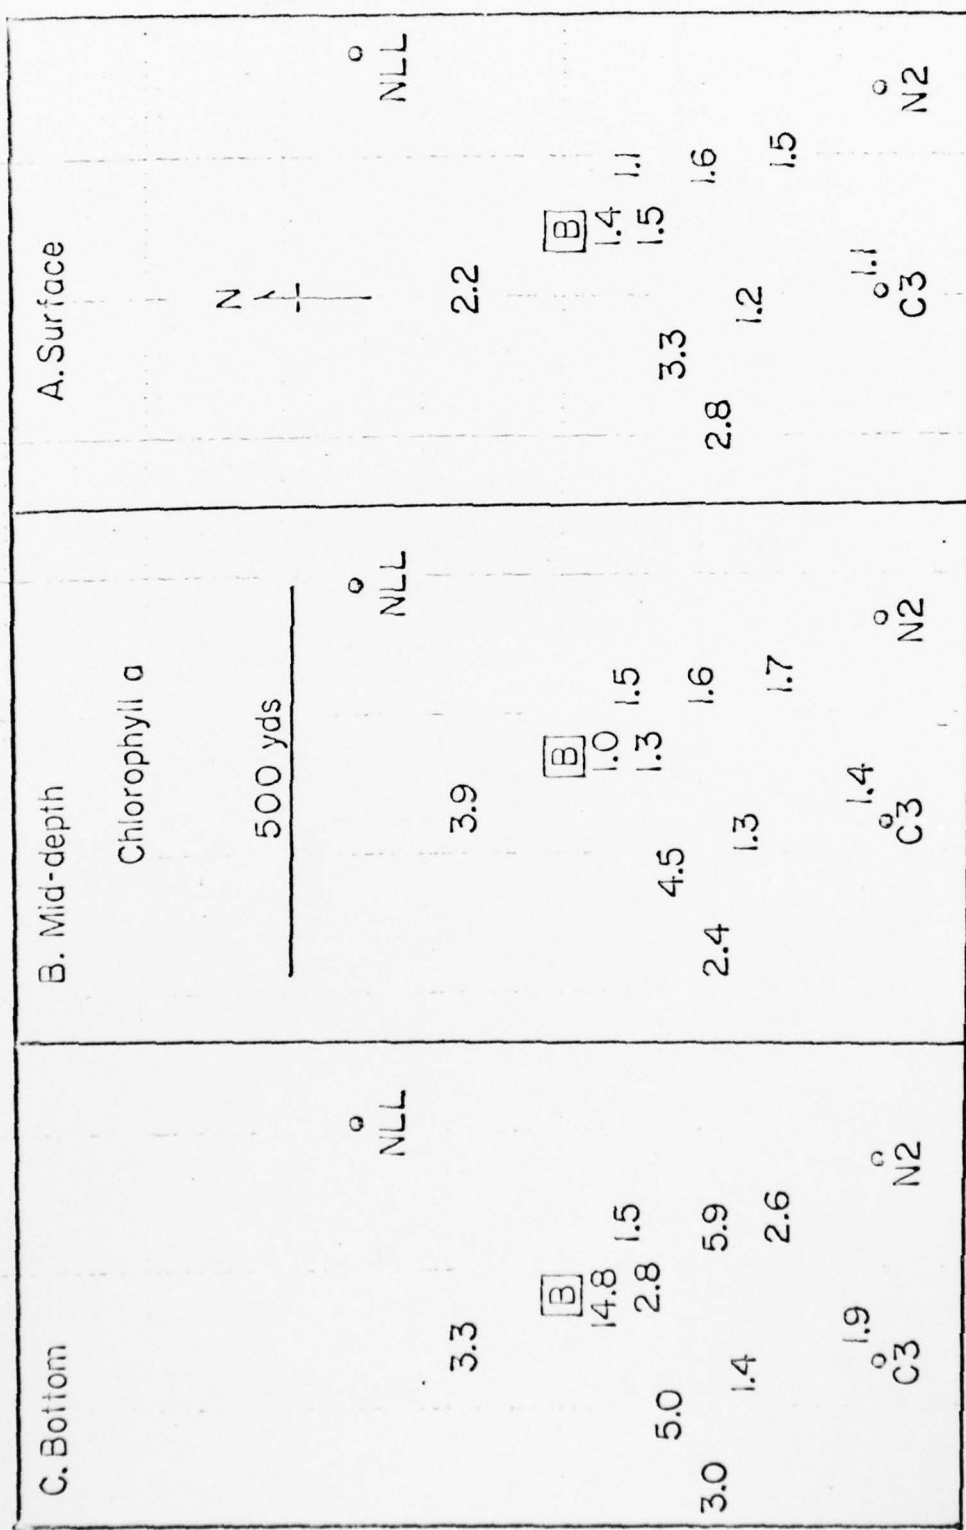 A. Surface
N
NLL
2.2
B
1.4
1.1
1.5
3.3
1.6
2.8
1.2
1.5
1.1
C3
N2
B. Mid-depth
Chlorophyll a
500 yds
NLL
3.9
B
1.0
1.5
1.3
4.5
1.6
2.4
1.3
1.7
1.4
C3
N2
C. Bottom
NLL
3.3
B
14.8
1.5
2.8
5.0
5.9
3.0
1.4
2.6
1.9
C3
N2